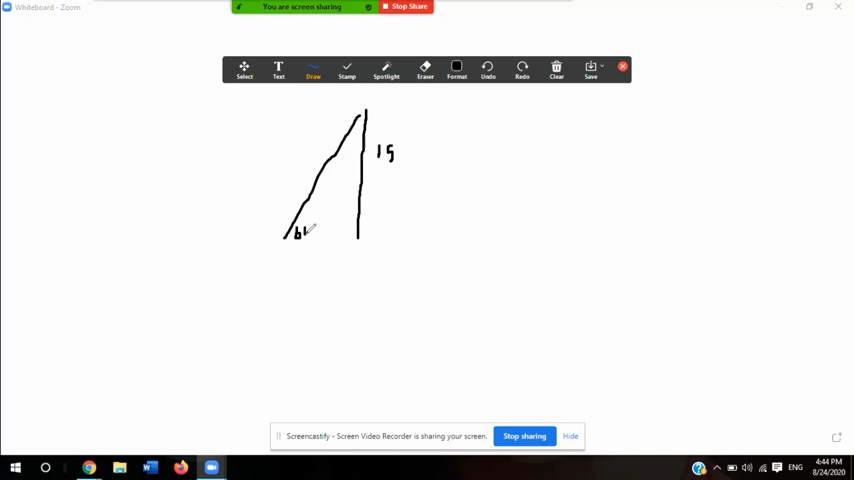 Whiteboard - Zoom
You are screen sharing
Stop Share
Select
Text
Draw
Stamp
Spotlight
Eraser
Format
Undo
Redo
Clear
Save
15
Screencastify - Screen Video Recorder is sharing your screen.
Stop sharing
Hide
ENG
4:44 PM
8/24/2020